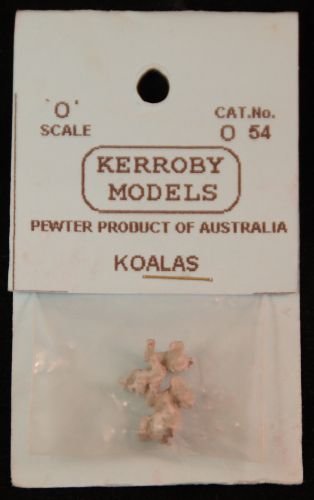 'O' CAT.No.
SCALE O 54
KERROBY
MODELS
PEWTER PRODUCT OF AUSTRALIA
KOALAS